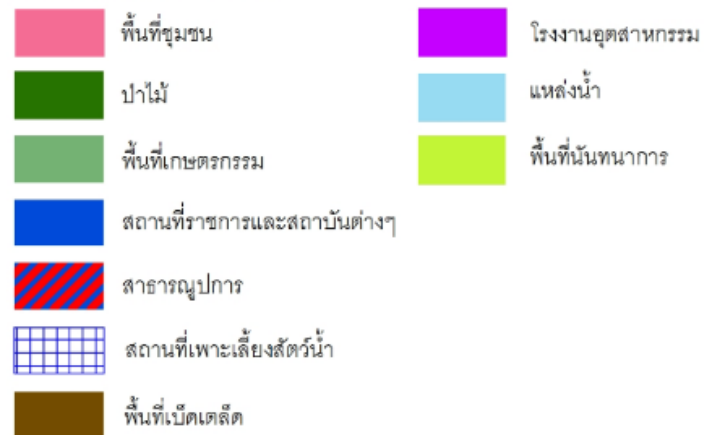 พื้นที่ชุมชน
ป่าไม้
พื้นที่เกษตรกรรม
สถานที่ราชการและสถาบันต่างๆ
สาธารณูปการ
สถานที่เพาะเลี้ยงสัตว์น้ำ
พื้นที่เบ็ดเตล็ด
โรงงานอุตสาหกรรม
แหล่งน้ำ
พื้นที่นันทนาการ